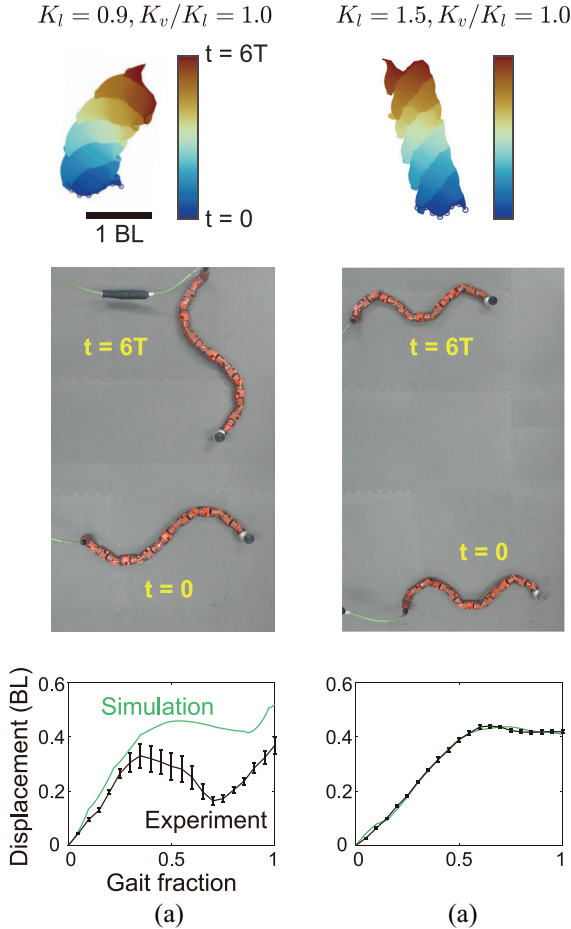 K_l = 0.9, K_v/K_l = 1.0
K_l = 1.5, K_v/K_l = 1.0
t = 6T
t = 0
1 BL
t = 6T
t = 0
t = 6T
t = 0
Displacement (BL)
0.6
0.4
0.2
0
0
0.5
1
Simulation
Experiment
Gait fraction
0.6
0.4
0.2
0
0
0.5
1
(a)
(a)